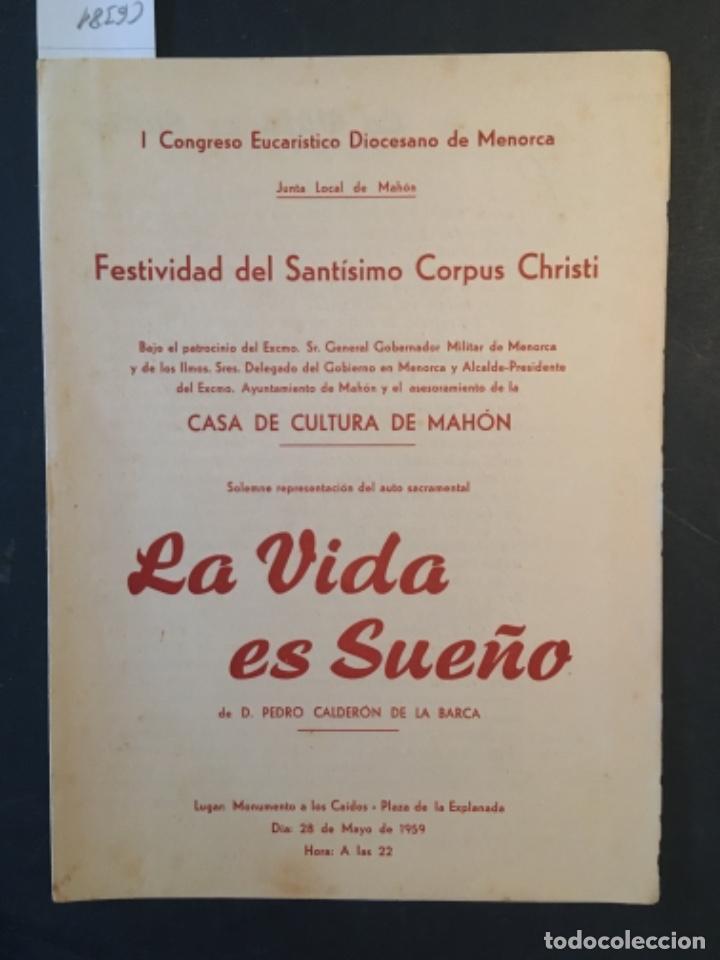 C6381
I Congreso Eucarístico Diocesano de Menorca
Junta Local de Mahón
Festividad del Santísimo Corpus Christi
Bajo el patrocinio del Excmo. Sr. General Gobernador Militar de Menorca
y de los Ilmos. Sres. Delegado del Gobierno en Menorca y Alcalde-Presidente
del Excmo. Ayuntamiento de Mahón y el asesoramiento de la
CASA DE CULTURA DE MAHÓN
Solemne representación del auto sacramental
La Vida
es Sueño
de D. PEDRO CALDERÓN DE LA BARCA
Lugar: Monumento a los Caídos - Plaza de la Explanada
Día: 28 de Mayo de 1959
Hora: A las 22
todocoleccion